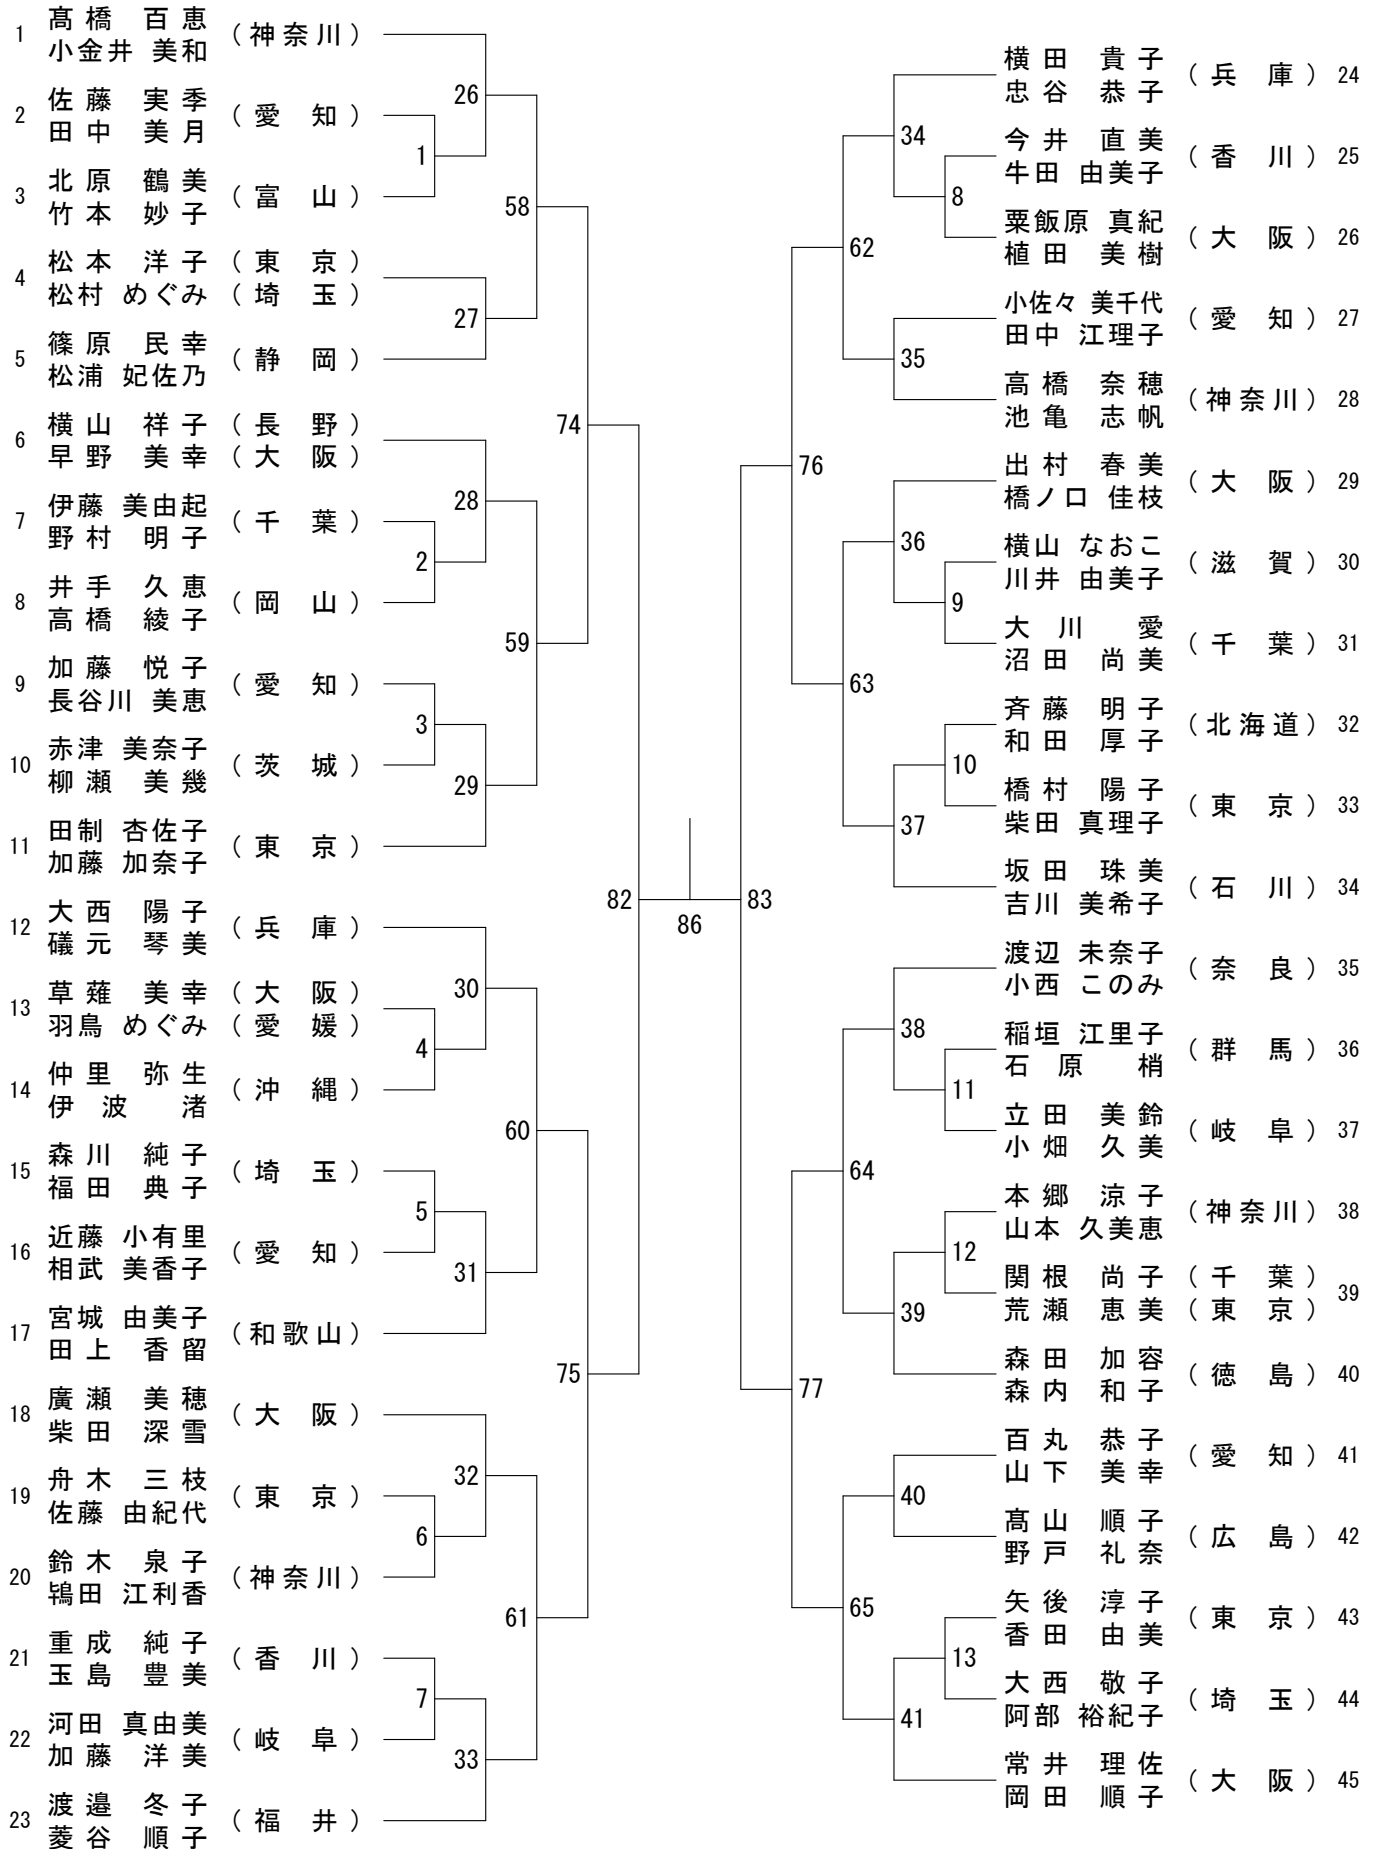 1 髙橋 百恵 (神奈川)
小金井 美和
2 佐藤 実季 (愛知)
田中 美月
3 北原 鶴美 (富山)
竹本 妙子
4 松本 洋子 (東京)
松村 めぐみ (埼玉)
5 篠原 民幸 (静岡)
松浦 妃佐乃
6 横山 祥子 (長野)
早野 美幸 (大阪)
7 伊藤 美由起 (千葉)
野村 明子
8 井手 久恵 (岡山)
高橋 綾子
9 加藤 悦子 (愛知)
長谷川 美恵
10 赤津 美奈子 (茨城)
柳瀬 美幾
11 田制 杏佐子 (東京)
加藤 加奈子
12 大西 陽子 (兵庫)
礒元 琴美
13 草薙 美幸 (大阪)
羽鳥 めぐみ (愛媛)
14 仲里 弥生 (沖縄)
伊波 渚
15 森川 純子 (埼玉)
福田 典子
16 近藤 小有里 (愛知)
相武 美香子
17 宮城 由美子 (和歌山)
田上 香留
18 廣瀬 美穂 (大阪)
柴田 深雪
19 舟木 三枝 (東京)
佐藤 由紀代
20 鈴木 泉子 (神奈川)
鴇田 江利香
21 重成 純子 (香川)
玉島 豊美
22 河田 真由美 (岐阜)
加藤 洋美
23 渡邉 冬子 (福井)
菱谷 順子
1
2
3
4
5
6
7
26
27
28
29
30
31
32
33
58
59
60
61
74
75
82
86
83
76
77
62
63
64
65
34
35
36
37
38
39
40
41
8
9
10
11
12
13
横田 貴子 (兵庫) 24
忠谷 恭子
今井 直美 (香川) 25
牛田 由美子
粟飯原 真紀 (大阪) 26
植田 美樹
小佐々 美千代 (愛知) 27
田中 江理子
高橋 奈穂 (神奈川) 28
池亀 志帆
出村 春美 (大阪) 29
橋ノ口 佳枝
横山 なおこ (滋賀) 30
川井 由美子
大川 愛 (千葉) 31
沼田 尚美
斉藤 明子 (北海道) 32
和田 厚子
橋村 陽子 (東京) 33
柴田 真理子
坂田 珠美 (石川) 34
吉川 美希子
渡辺 未奈子 (奈良) 35
小西 このみ
稲垣 江里子 (群馬) 36
石原 梢
立田 美鈴 (岐阜) 37
小畑 久美
本郷 涼子 (神奈川) 38
山本 久美恵
関根 尚子 (千葉) 39
荒瀬 恵美 (東京)
森田 加容 (徳島) 40
森内 和子
百丸 恭子 (愛知) 41
山下 美幸
髙山 順子 (広島) 42
野戸 礼奈
矢後 淳子 (東京) 43
香田 由美
大西 敬子 (埼玉) 44
阿部 裕紀子
常井 理佐 (大阪) 45
岡田 順子